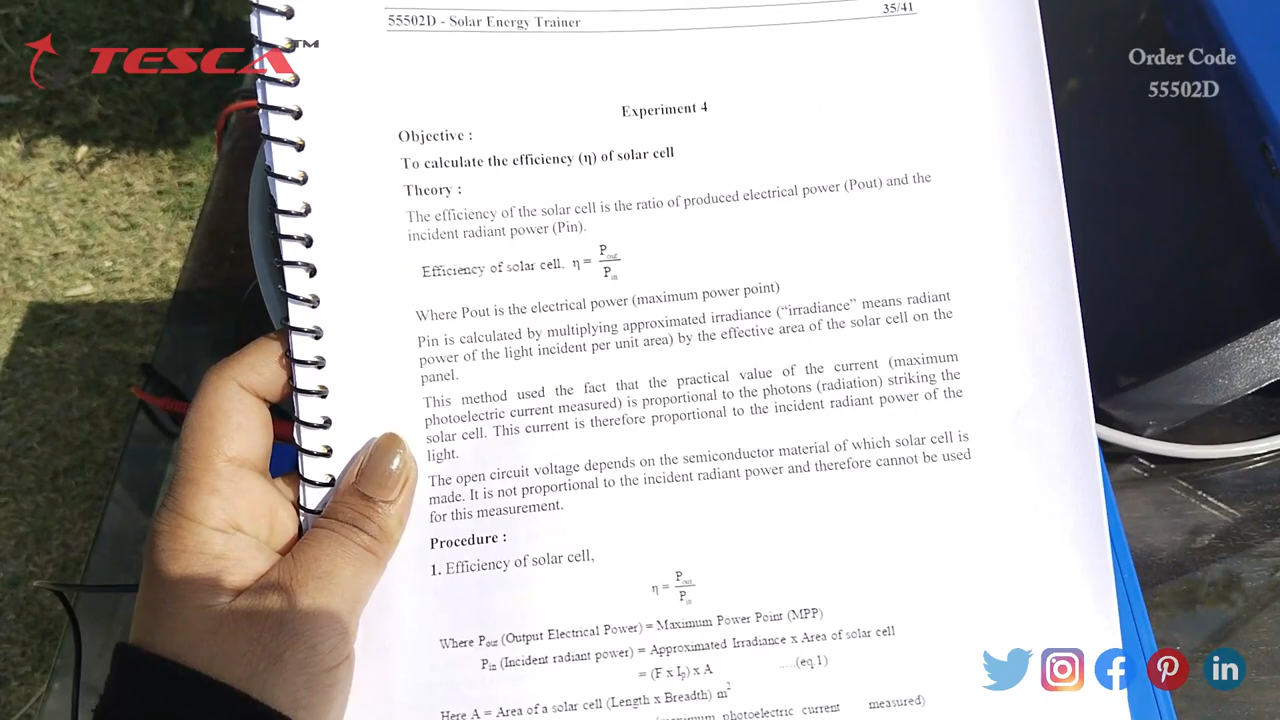 55502D - Solar Energy Trainer
35/41
TESCA™
Order Code
55502D
Experiment 4
Objective :
To calculate the efficiency (η) of solar cell
Theory :
The efficiency of the solar cell is the ratio of produced electrical power (Pout) and the
incident radiant power (Pin).
Efficiency of solar cell, η = P_out / P_in
Where Pout is the electrical power (maximum power point)
Pin is calculated by multiplying approximated irradiance (“irradiance” means radiant
power of the light incident per unit area) by the effective area of the solar cell on the
panel.
This method used the fact that the practical value of the current (maximum
photoelectric current measured) is proportional to the photons (radiation) striking the
solar cell. This current is therefore proportional to the incident radiant power of the
light.
The open circuit voltage depends on the semiconductor material of which solar cell is
made. It is not proportional to the incident radiant power and therefore cannot be used
for this measurement.
Procedure :
1. Efficiency of solar cell,
η = P_out / P_in
Where P_out (Output Electrical Power) = Maximum Power Point (MPP)
P_in (Incident radiant power) = Approximated Irradiance x Area of solar cell
= (F x I_p) x A .....(eq.1)
Here A = Area of a solar cell (Length x Breadth) m²
photoelectric current measured)